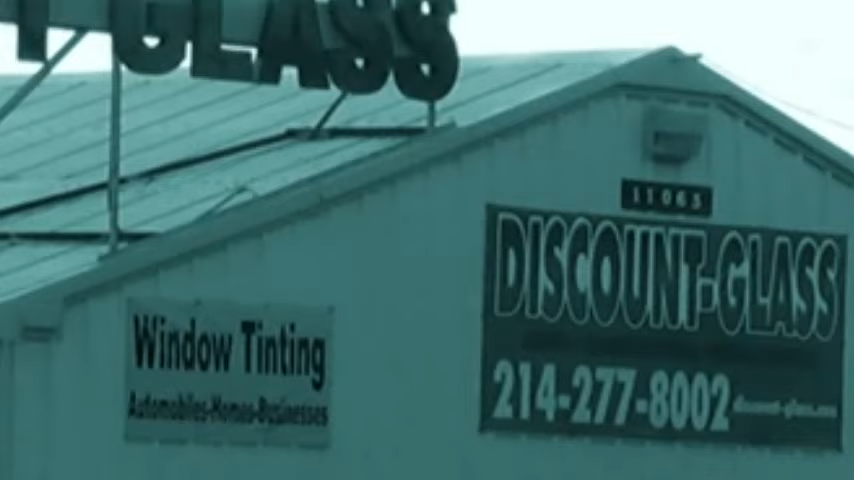 GLASS
11063
DISCOUNT-GLASS
214-277-8002
Window Tinting
Automobiles-Homes-Businesses